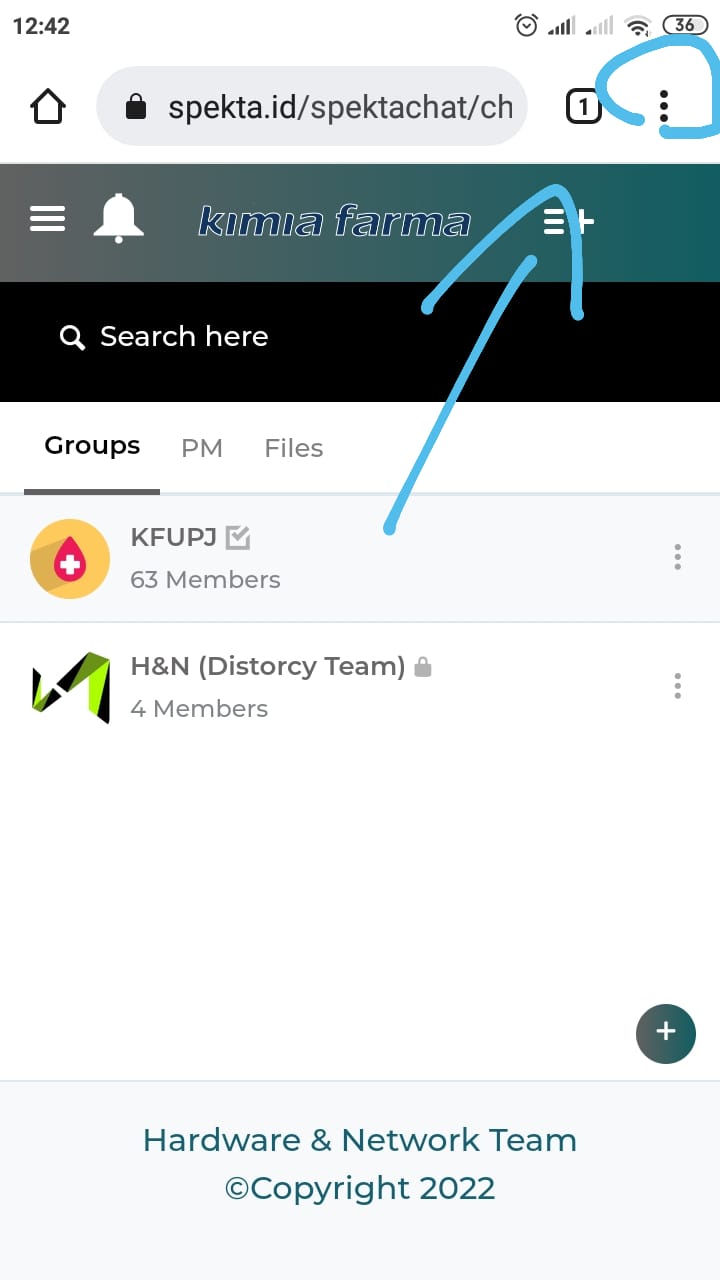 12:42
36
spekta.id/spektachat/ch
1
kimia farma
Search here
Groups PM Files
KFUPJ
63 Members
H&N (Distorcy Team)
4 Members
+
Hardware & Network Team
©Copyright 2022